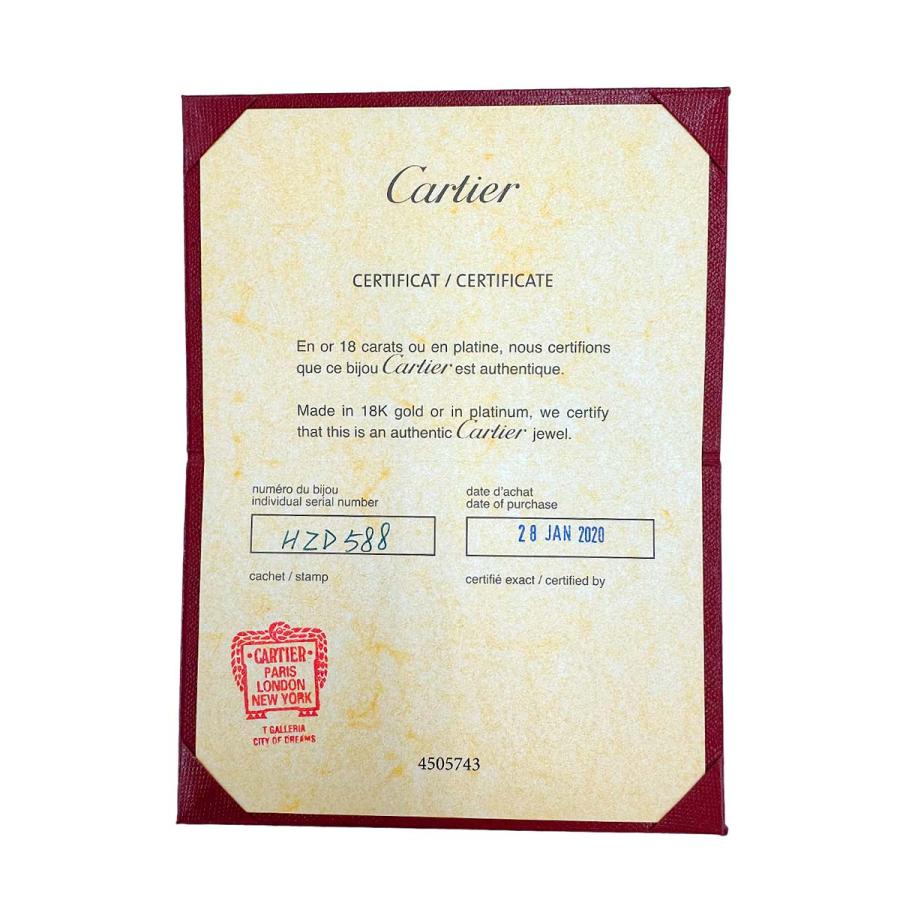 Cartier
CERTIFICAT / CERTIFICATE
En or 18 carats ou en platine, nous certifions
que ce bijou Cartier est authentique.
Made in 18K gold or in platinum, we certify
that this is an authentic Cartier jewel.
numéro du bijou
individual serial number
HZD588
date d'achat
date of purchase
28 JAN 2020
cachet / stamp
certifié exact / certified by
CARTIER
PARIS
LONDON
NEW YORK
T GALLERIA
CITY OF DREAMS
4505743